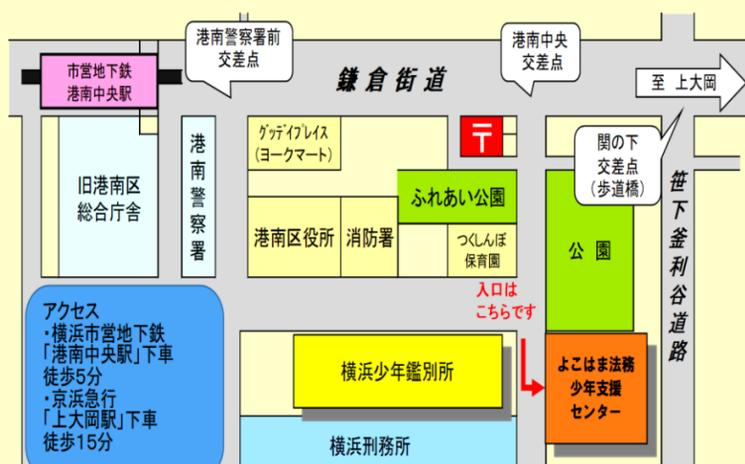 市営地下鉄
港南中央駅
港南警察署前
交差点
鎌倉街道
港南中央
交差点
至 上大岡
旧港南区
総合庁舎
港南警察署
グッデイプレイス
(ヨークマート)
〒
関の下
交差点
(歩道橋)
笹下釜利谷道路
ふれあい公園
港南区役所
消防署
つくしんぼ
保育園
公 園
入口は
こちらです
アクセス
・横浜市営地下鉄
「港南中央駅」下車
徒歩5分
・京浜急行
「上大岡駅」下車
徒歩15分
横浜少年鑑別所
よこはま法務
少年支援
センター
横浜刑務所